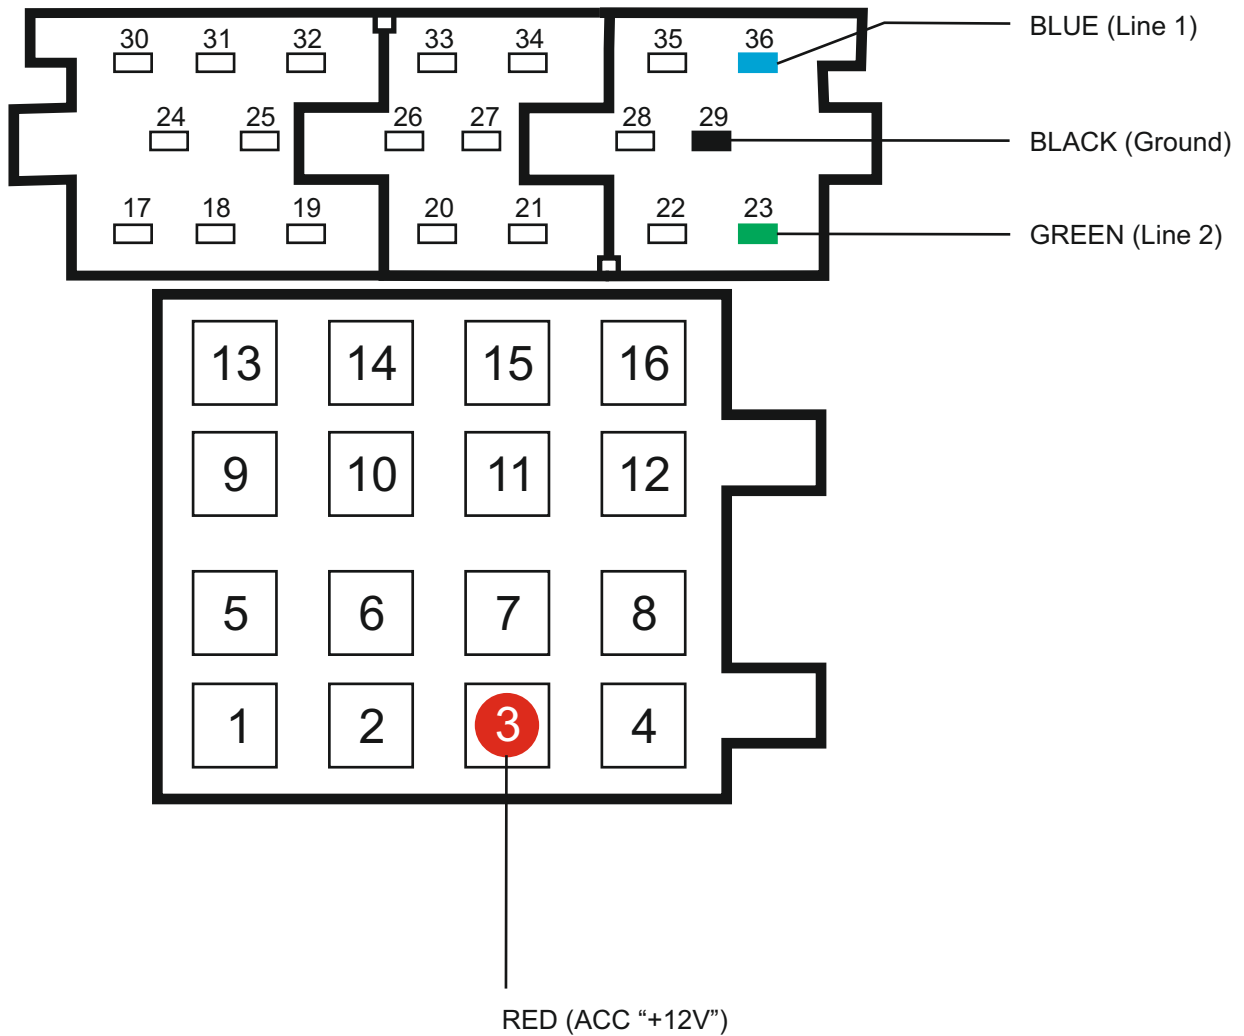 30 31 32 33 34 35 36 BLUE (Line 1)
24 25 26 27 28 29 BLACK (Ground)
17 18 19 20 21 22 23 GREEN (Line 2)
13 14 15 16
9 10 11 12
5 6 7 8
1 2 3 4
RED (ACC “+12V”)